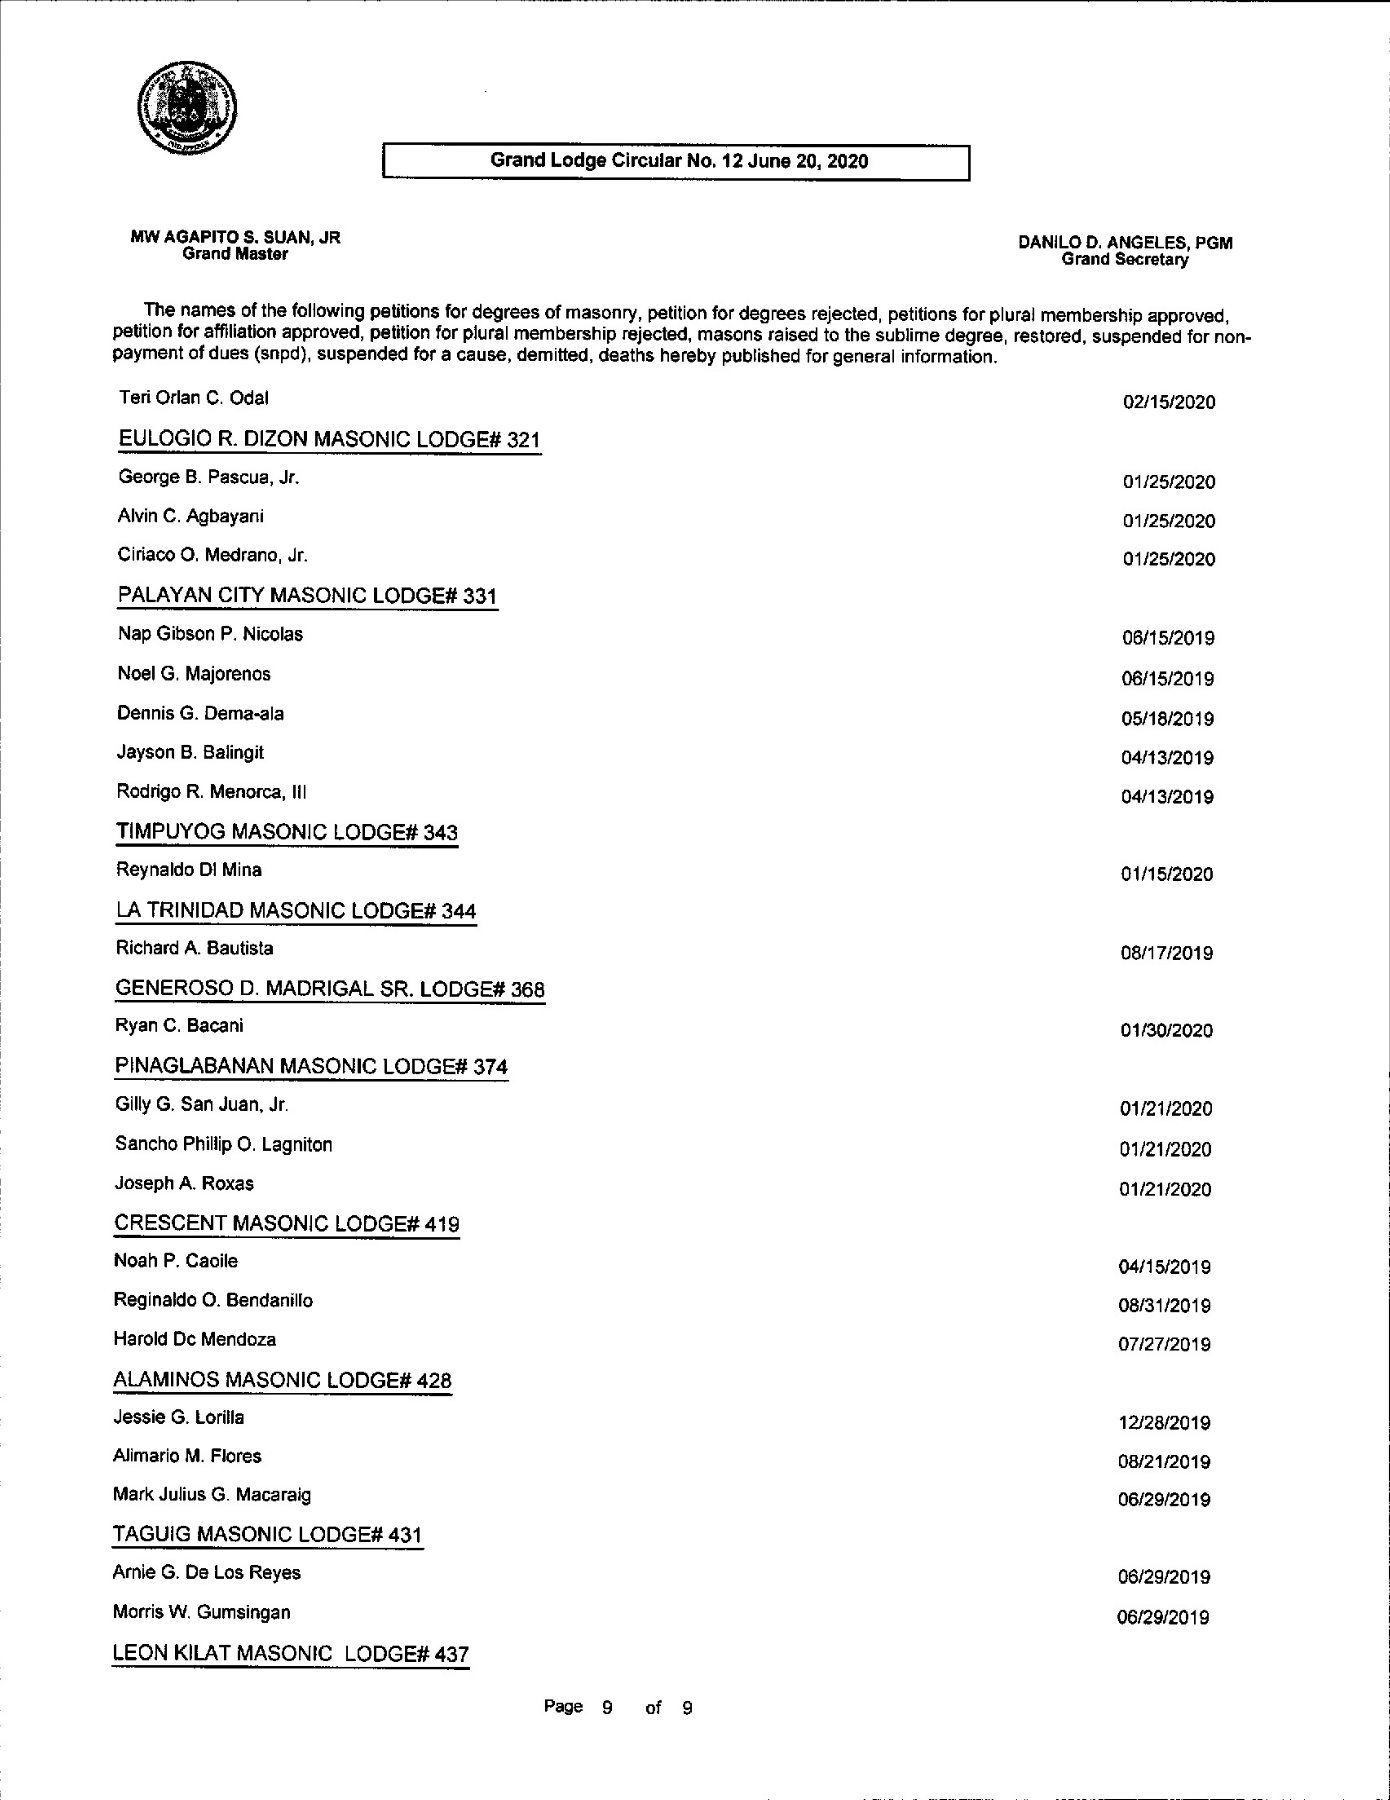 Grand Lodge Circular No. 12 June 20, 2020
MW AGAPITO S. SUAN, JR
Grand Master
DANILO D. ANGELES, PGM
Grand Secretary
The names of the following petitions for degrees of masonry, petition for degrees rejected, petitions for plural membership approved,
petition for affiliation approved, petition for plural membership rejected, masons raised to the sublime degree, restored, suspended for non-
payment of dues (snpd), suspended for a cause, demitted, deaths hereby published for general information.
Teri Orlan C. Odal 02/15/2020
EULOGIO R. DIZON MASONIC LODGE# 321
George B. Pascua, Jr. 01/25/2020
Alvin C. Agbayani 01/25/2020
Ciriaco O. Medrano, Jr. 01/25/2020
PALAYAN CITY MASONIC LODGE# 331
Nap Gibson P. Nicolas 06/15/2019
Noel G. Majorenos 06/15/2019
Dennis G. Dema-ala 05/18/2019
Jayson B. Balingit 04/13/2019
Rodrigo R. Menorca, III 04/13/2019
TIMPUYOG MASONIC LODGE# 343
Reynaldo DI Mina 01/15/2020
LA TRINIDAD MASONIC LODGE# 344
Richard A. Bautista 08/17/2019
GENEROSO D. MADRIGAL SR. LODGE# 368
Ryan C. Bacani 01/30/2020
PINAGLABANAN MASONIC LODGE# 374
Gilly G. San Juan, Jr. 01/21/2020
Sancho Phillip O. Lagniton 01/21/2020
Joseph A. Roxas 01/21/2020
CRESCENT MASONIC LODGE# 419
Noah P. Caoile 04/15/2019
Reginaldo O. Bendanillo 08/31/2019
Harold Dc Mendoza 07/27/2019
ALAMINOS MASONIC LODGE# 428
Jessie G. Lorilla 12/28/2019
Alimario M. Flores 08/21/2019
Mark Julius G. Macaraig 06/29/2019
TAGUIG MASONIC LODGE# 431
Arnie G. De Los Reyes 06/29/2019
Morris W. Gumsingan 06/29/2019
LEON KILAT MASONIC LODGE# 437
Page 9 of 9